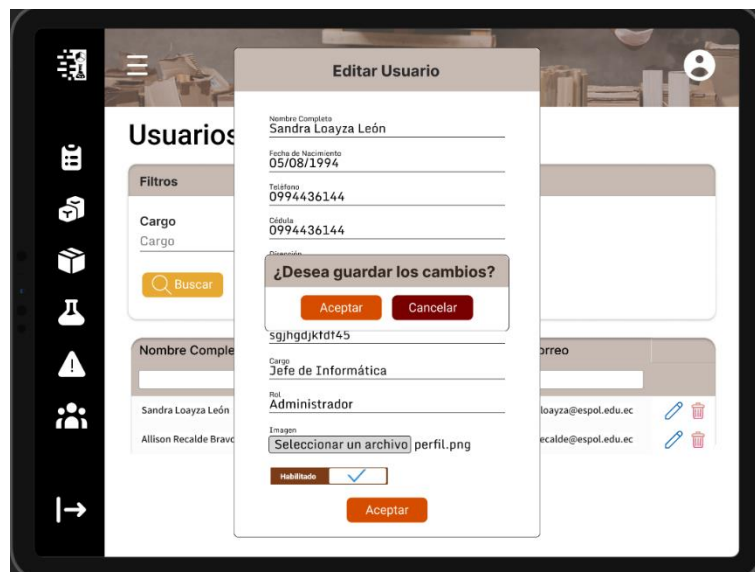 Editar Usuario
Usuarios
Nombre Completo
Sandra Loayza León
Fecha de Nacimiento
05/08/1994
Teléfono
0994436144
Cédula
0994436144
Dirección
Filtros
Cargo
Cargo
Buscar
¿Desea guardar los cambios?
Aceptar Cancelar
sgjhgdjkfdf45
Cargo
Jefe de Informática
Rol
Administrador
Imagen
Seleccionar un archivo perfil.png
Habilitado
Aceptar
Nombre Comple orreo
Sandra Loayza León loayza@espol.edu.ec
Allison Recalde Bravo ecalde@espol.edu.ec